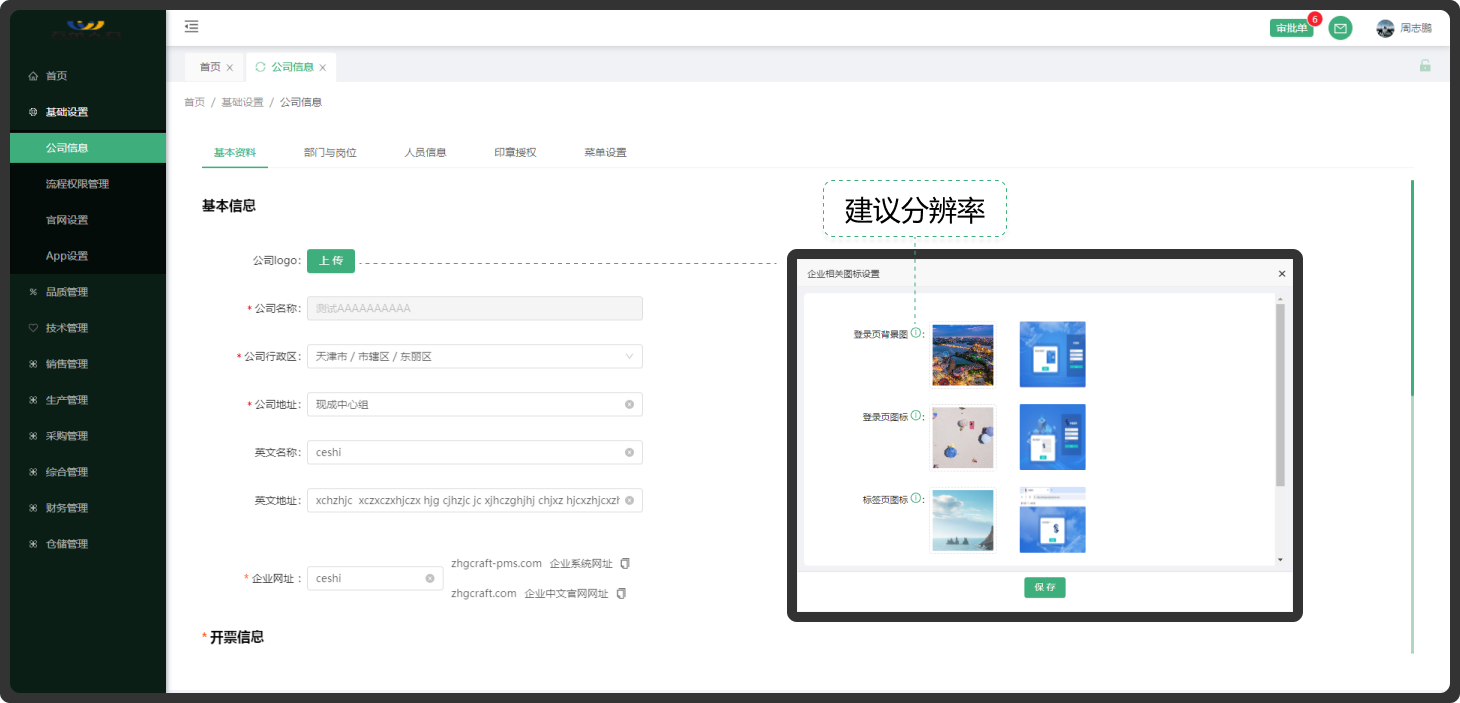 审批单
6
周志鹏
首页
公司信息
首页 / 基础设置 / 公司信息
首页
基础设置
公司信息
流程权限管理
官网设置
App设置
品质管理
技术管理
销售管理
生产管理
采购管理
综合管理
财务管理
仓储管理
基本资料
部门与岗位
人员信息
印章授权
菜单设置
基本信息
公司logo:
上 传
* 公司名称:
测试AAAAAAAAAA
* 公司行政区:
天津市 / 市辖区 / 东丽区
* 公司地址:
现成中心组
英文名称:
ceshi
英文地址:
xchzhjc xczxczxhjczx hjg cjhzjc jc xjhczghjhj chjxz hjcxzhjcxzh
* 企业网址 :
ceshi
zhgcraft-pms.com 企业系统网址
zhgcraft.com 企业中文官网网址
* 开票信息
建议分辨率
企业相关图标设置
登录页背景图 :
登录页图标 :
标签页图标 :
保 存